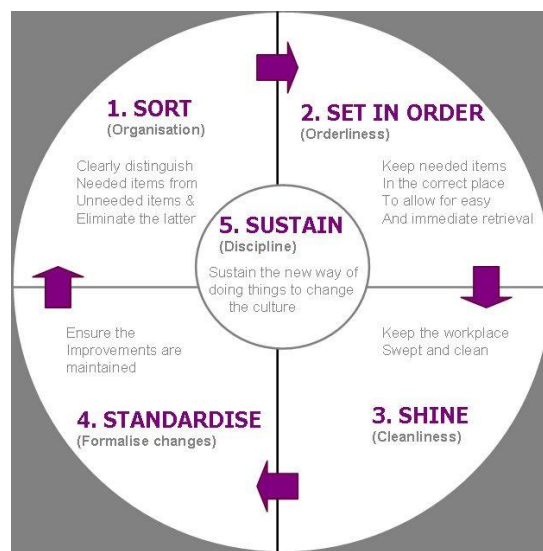 1. SORT
(Organisation)
Clearly distinguish
Needed items from
Unneeded items &
Eliminate the latter
2. SET IN ORDER
(Orderliness)
Keep needed items
In the correct place
To allow for easy
And immediate retrieval
5. SUSTAIN
(Discipline)
Sustain the new way of
doing things to change
the culture
Keep the workplace
Swept and clean
3. SHINE
(Cleanliness)
Ensure the
Improvements are
maintained
4. STANDARDISE
(Formalise changes)